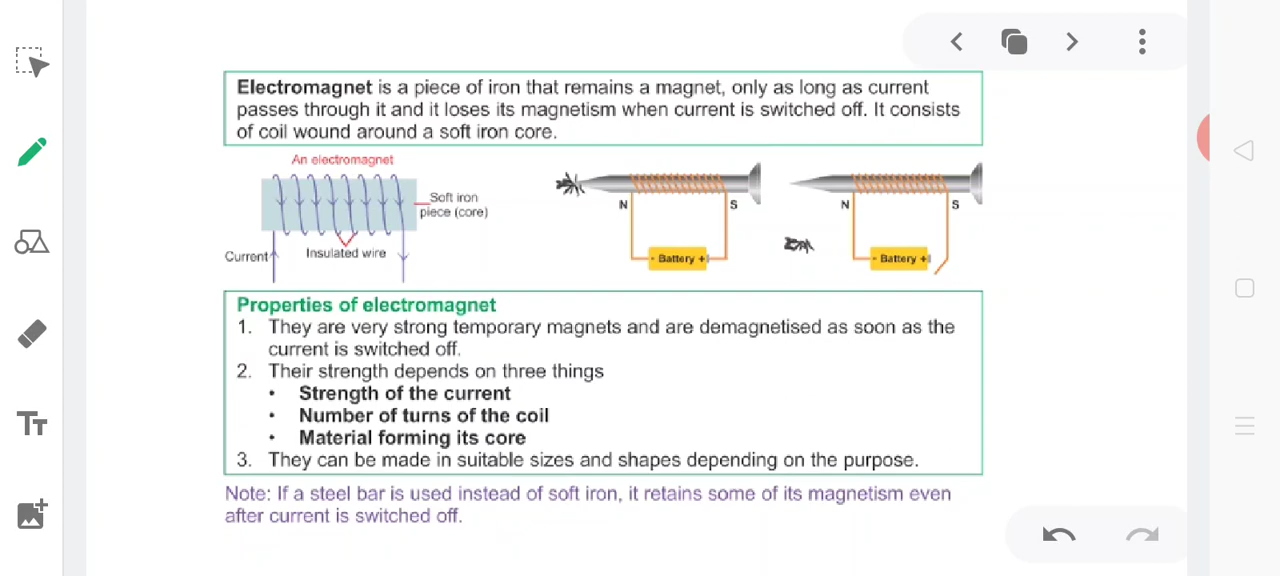 Electromagnet is a piece of iron that remains a magnet, only as long as current
passes through it and it loses its magnetism when current is switched off. It consists
of coil wound around a soft iron core.
An electromagnet
Soft iron
piece (core)
Current
Insulated wire
N
S
- Battery +
N
S
- Battery +
Properties of electromagnet
1. They are very strong temporary magnets and are demagnetised as soon as the
current is switched off.
2. Their strength depends on three things
• Strength of the current
• Number of turns of the coil
• Material forming its core
3. They can be made in suitable sizes and shapes depending on the purpose.
Note: If a steel bar is used instead of soft iron, it retains some of its magnetism even
after current is switched off.
TT